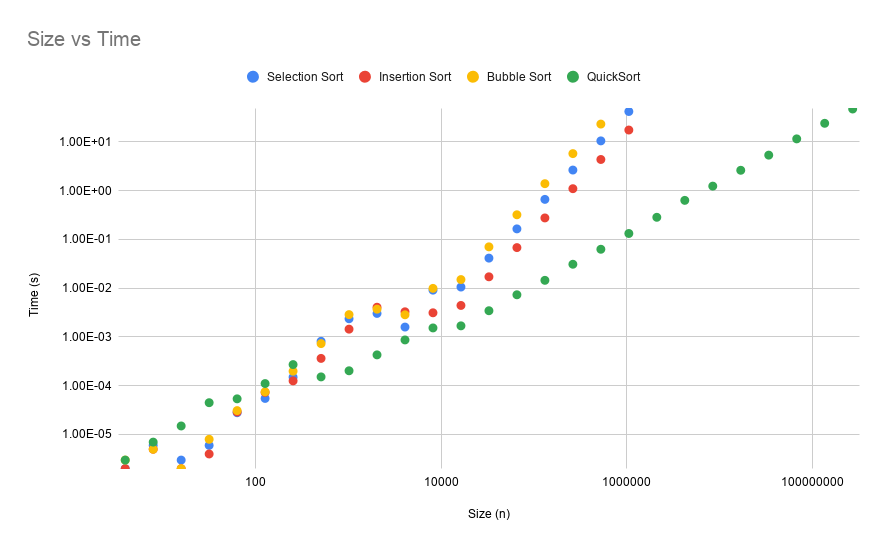 Size vs Time
Selection Sort Insertion Sort Bubble Sort QuickSort
1.00E+01
1.00E+00
1.00E-01
1.00E-02
1.00E-03
1.00E-04
1.00E-05
Time (s)
100 10000 1000000 100000000
Size (n)